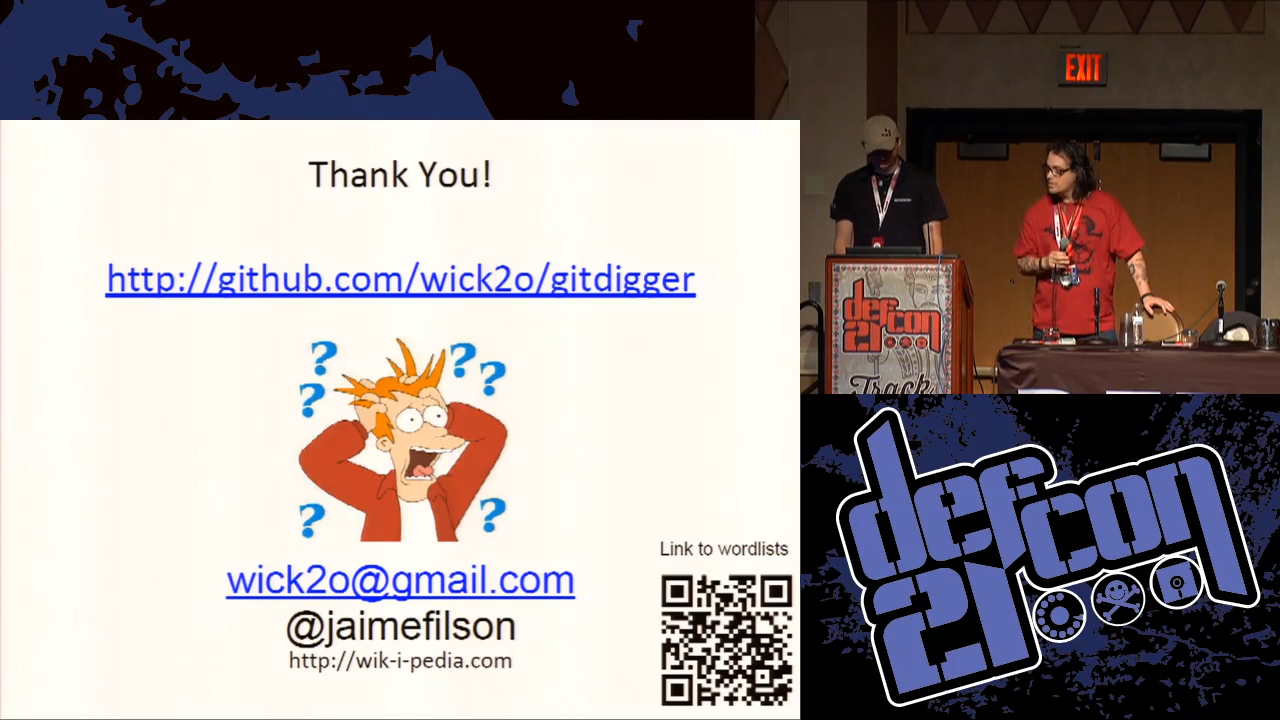 Thank You!
http://github.com/wick2o/gitdigger
? ? ? ? ? ?
wick2o@gmail.com
@jaimefilson
http://wik-i-pedia.com
Link to wordlists
EXIT
defcon
21
Track
defcon
21